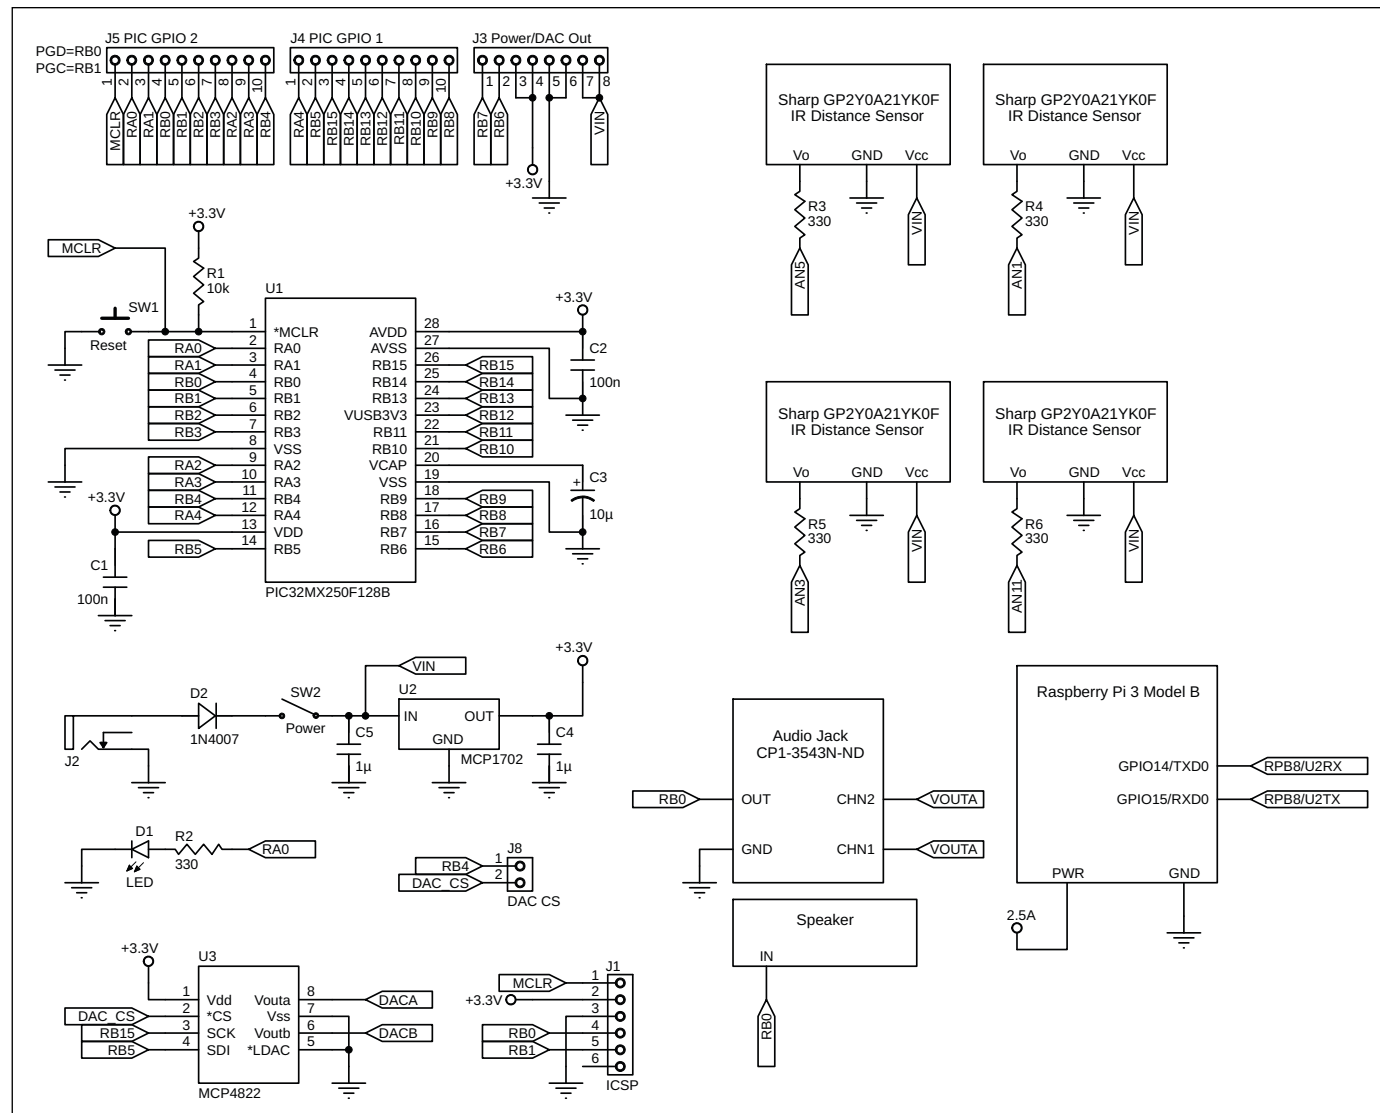 J5 PIC GPIO 2
PGD=RB0
PGC=RB1
1 2 3 4 5 6 7 8 9 10
MCLR RA0 RA1 RB0 RB1 RB2 RB3 RA2 RA3 RB4
J4 PIC GPIO 1
1 2 3 4 5 6 7 8 9 10
RA4 RB5 RB15 RB14 RB13 RB12 RB11 RB10 RB9 RB8
J3 Power/DAC Out
1 2 3 4 5 6 7 8
RB7 RB6 VIN
+3.3V
Sharp GP2Y0A21YK0F
IR Distance Sensor
Vo GND Vcc
R3
330
AN5
VIN
Sharp GP2Y0A21YK0F
IR Distance Sensor
Vo GND Vcc
R4
330
AN1
VIN
+3.3V
MCLR
R1
10k
SW1
Reset
U1
1 *MCLR
RA0 2 RA0
RA1 3 RA1
RB0 4 RB0
RB1 5 RB1
RB2 6 RB2
RB3 7 RB3
8 VSS
RA2 9 RA2
RA3 10 RA3
RB4 11 RB4
RA4 12 RA4
13 VDD
RB5 14 RB5
AVDD 28
AVSS 27
RB15 26 RB15
RB14 25 RB14
RB13 24 RB13
VUSB3V3 23 RB12
RB11 22 RB11
RB10 21 RB10
VCAP 20
VSS 19
RB9 18 RB9
RB8 17 RB8
RB7 16 RB7
RB6 15 RB6
PIC32MX250F128B
+3.3V
C2
100n
+
C3
10µ
+3.3V
C1
100n
Sharp GP2Y0A21YK0F
IR Distance Sensor
Vo GND Vcc
R5
330
AN3
VIN
Sharp GP2Y0A21YK0F
IR Distance Sensor
Vo GND Vcc
R6
330
AN11
VIN
J2
D2
1N4007
SW2
Power
VIN
C5
1µ
U2
IN OUT
GND
MCP1702
+3.3V
C4
1µ
Audio Jack
CP1-3543N-ND
RB0 OUT CHN2 VOUTA
GND CHN1 VOUTA
Raspberry Pi 3 Model B
GPIO14/TXD0 RPB8/U2RX
GPIO15/RXD0 RPB8/U2TX
PWR GND
2.5A
D1
LED
R2
330
RA0
J8
RB4 1
DAC_CS 2
DAC CS
Speaker
IN
RB0
+3.3V
U3
1 Vdd Vouta 8 DACA
DAC_CS 2 *CS Vss 7
RB15 3 SCK Voutb 6 DACB
RB5 4 SDI *LDAC 5
MCP4822
J1
MCLR 1
+3.3V 2
3
RB0 4
RB1 5
6
ICSP